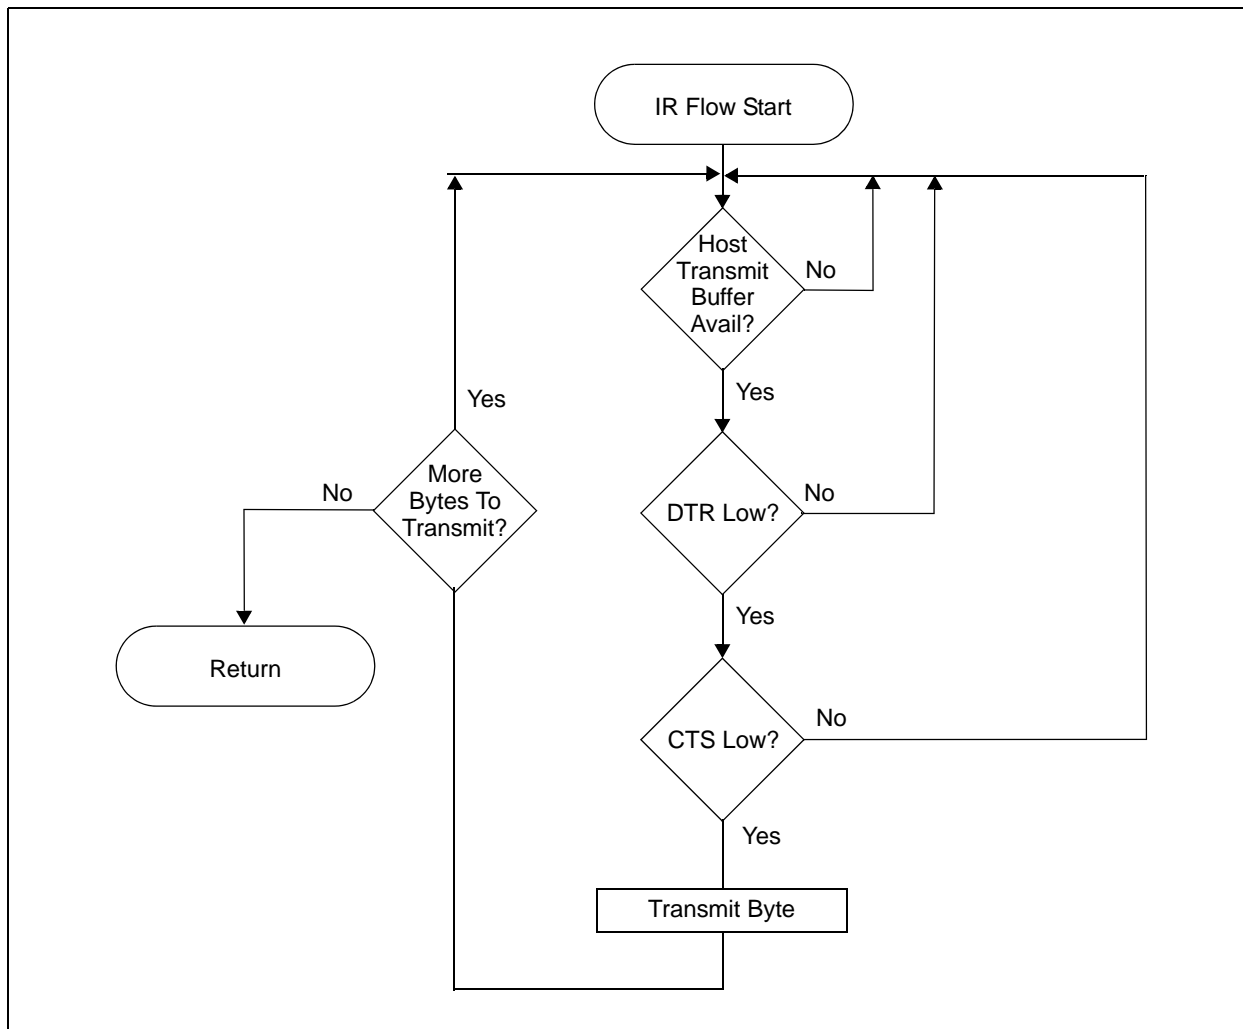 IR Flow Start
Host
Transmit
Buffer
Avail?
No
Yes
DTR Low?
No
Yes
CTS Low?
No
Yes
Transmit Byte
Yes
More
Bytes To
Transmit?
No
Return